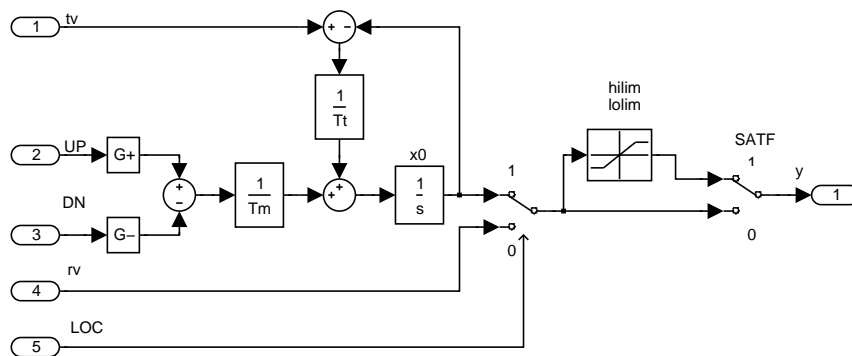 1
tv
+
−
1
Tt
hilim
lolim
2
UP
G+
+
−
1
Tm
+
+
x0
1
s
1
SATF
1
y
1
DN
3
G−
0
0
rv
4
LOC
5